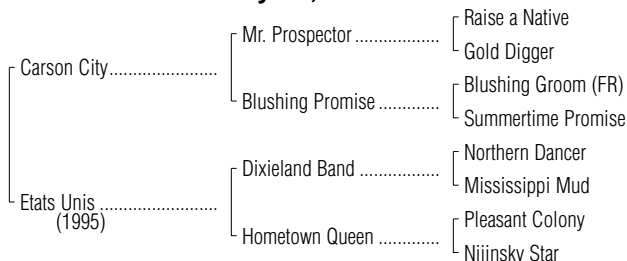 Raise a Native
Mr. Prospector ..................
Gold Digger
Carson City.......................
Blushing Groom (FR)
Blushing Promise .............
Summertime Promise
Northern Dancer
Dixieland Band .................
Mississippi Mud
Etats Unis .........................
(1995)
Pleasant Colony
Hometown Queen .............
Nijinsky Star